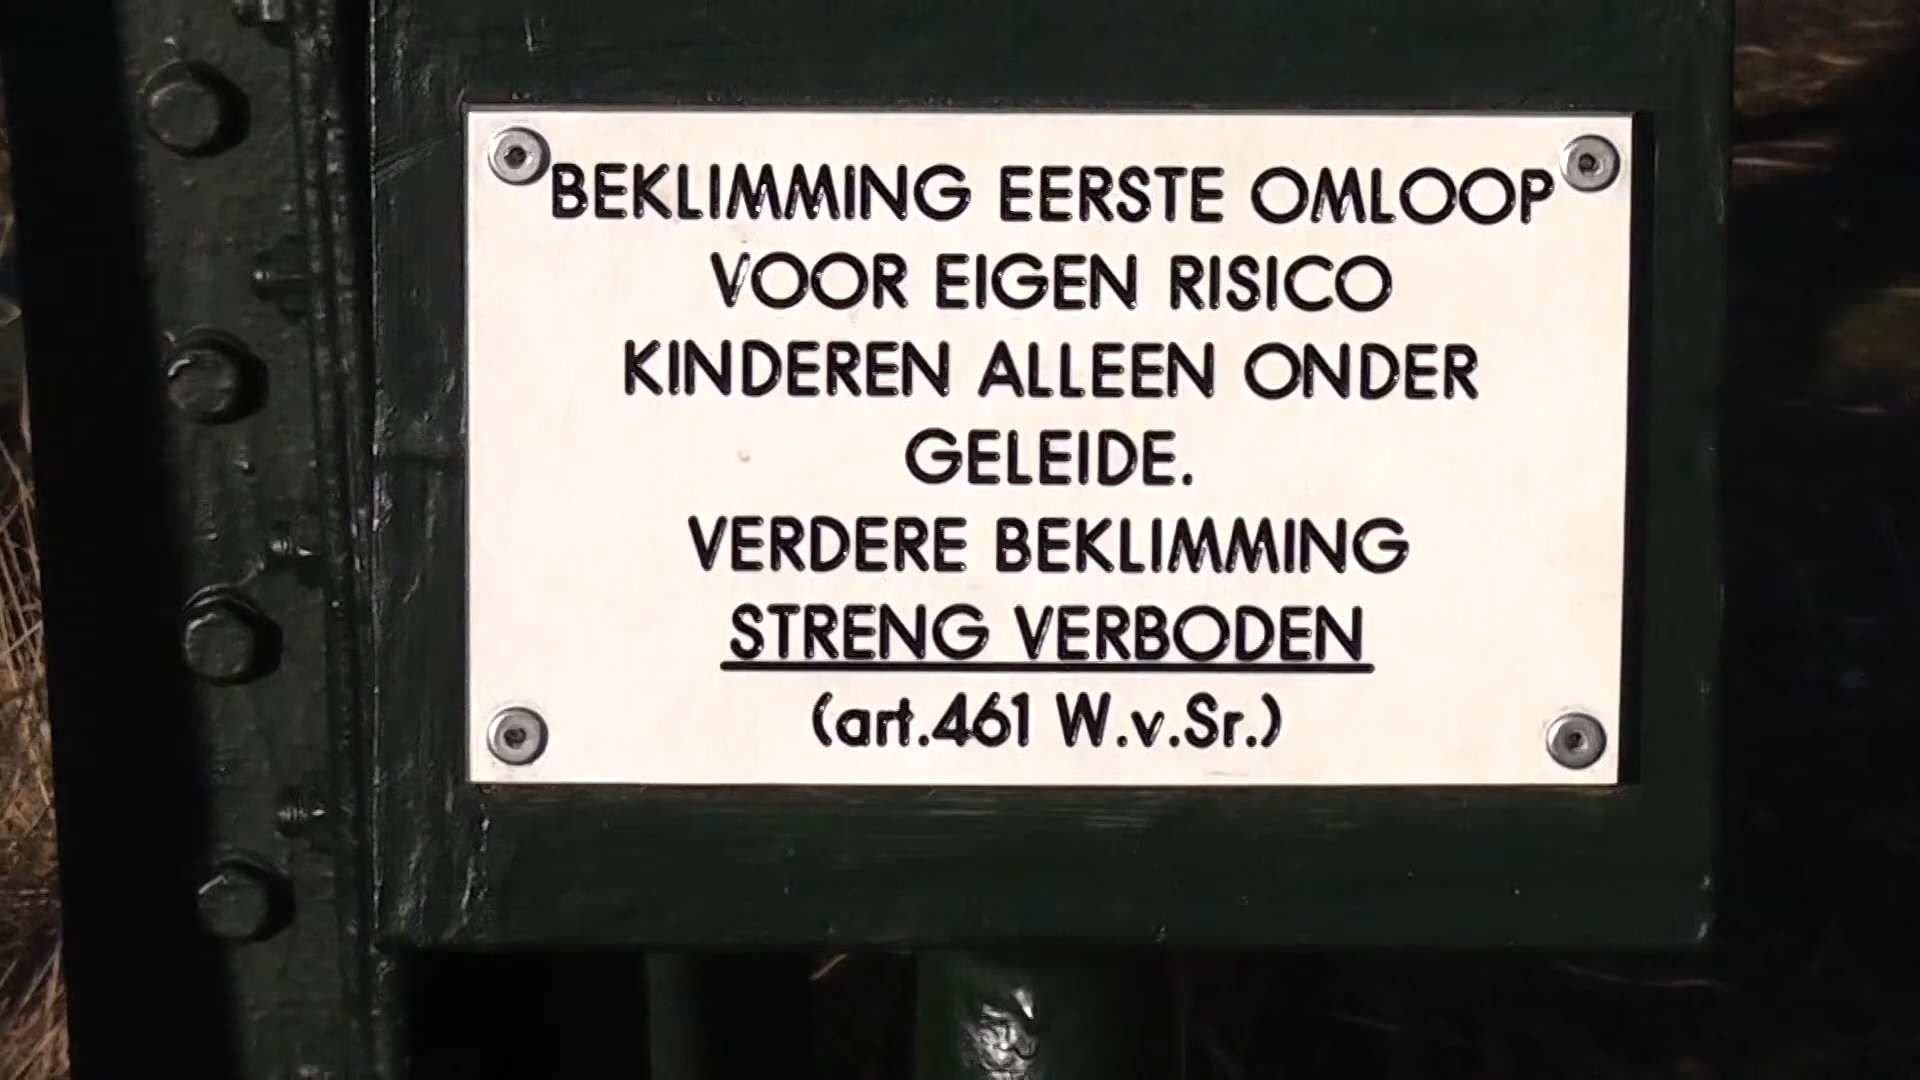 BEKLIMMING EERSTE OMLOOP
VOOR EIGEN RISICO
KINDEREN ALLEEN ONDER
GELEIDE.
VERDERE BEKLIMMING
STRENG VERBODEN
(art.461 W.v.Sr.)